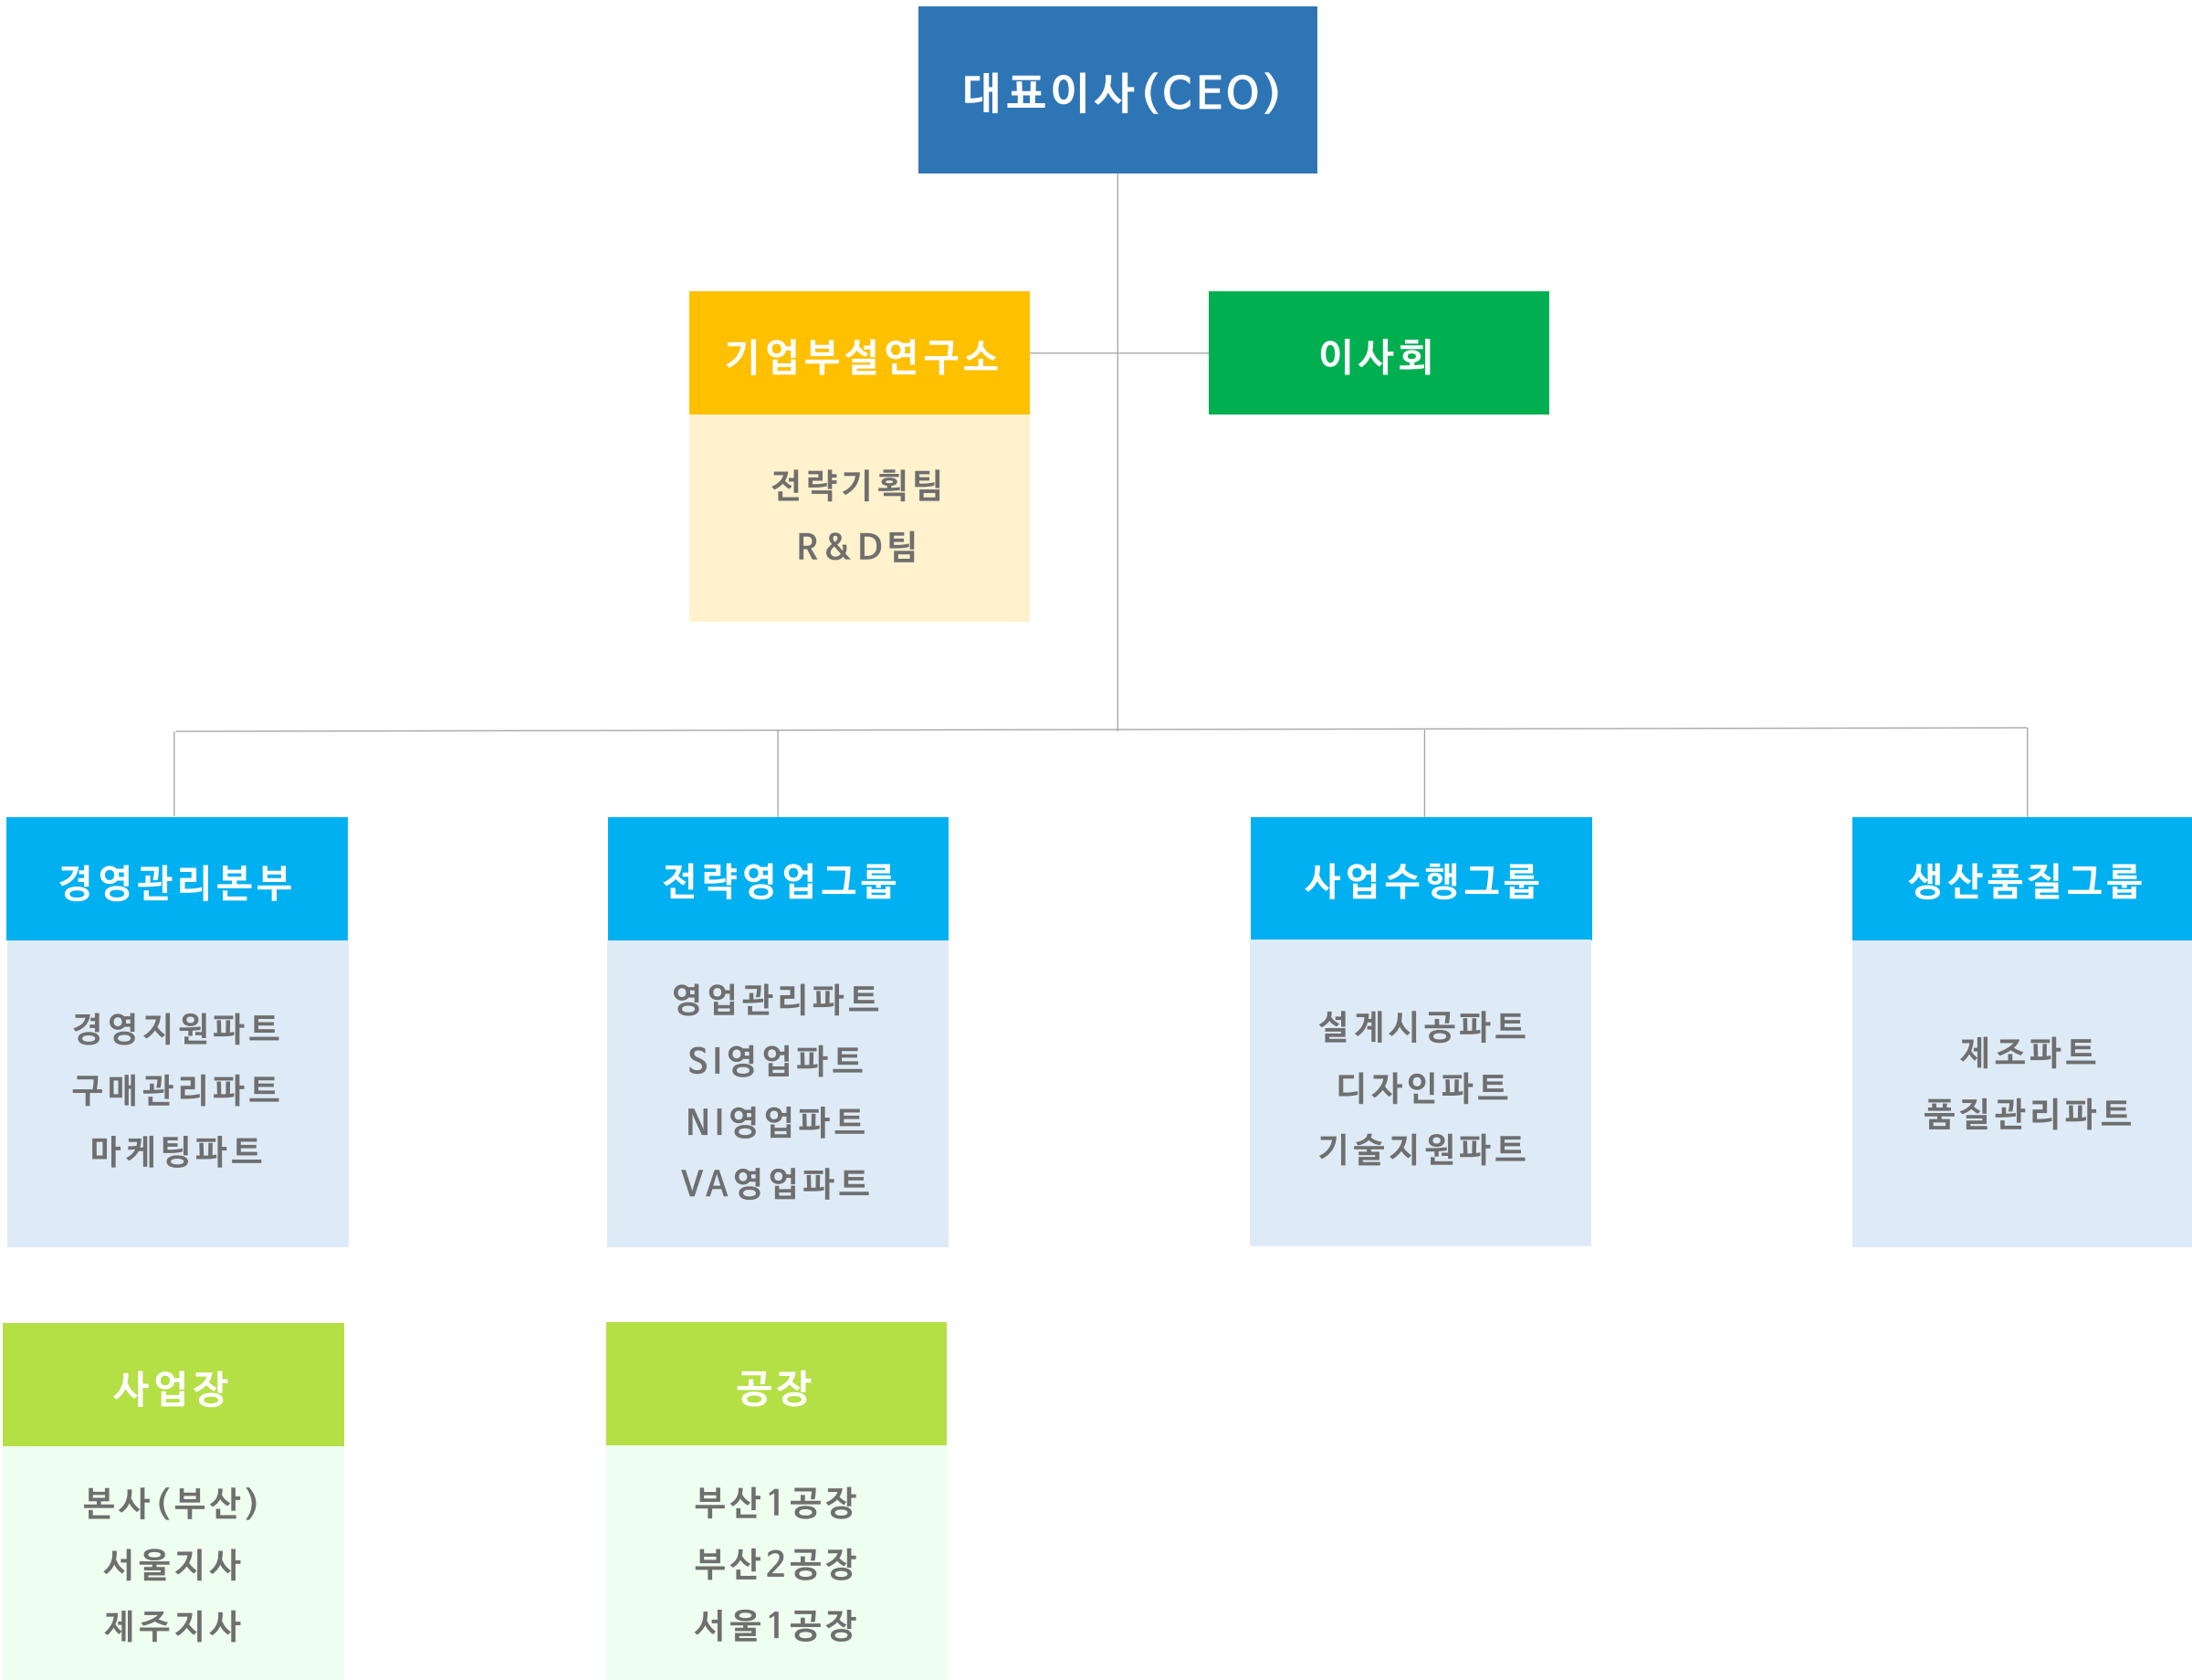 대표이사(CEO)
기업부설연구소
이사회
전략기획팀
R&D팀
경영관리본부
전략영업그룹
사업수행그룹
생산품질그룹
경영지원파트
구매관리파트
마케팅파트
영업관리파트
SI영업파트
NI영업파트
VA영업파트
설계시공파트
디자인파트
기술지원파트
제조파트
품질관리파트
사업장
공장
본사(부산)
서울지사
제주지사
부산1공장
부산2공장
서울1공장